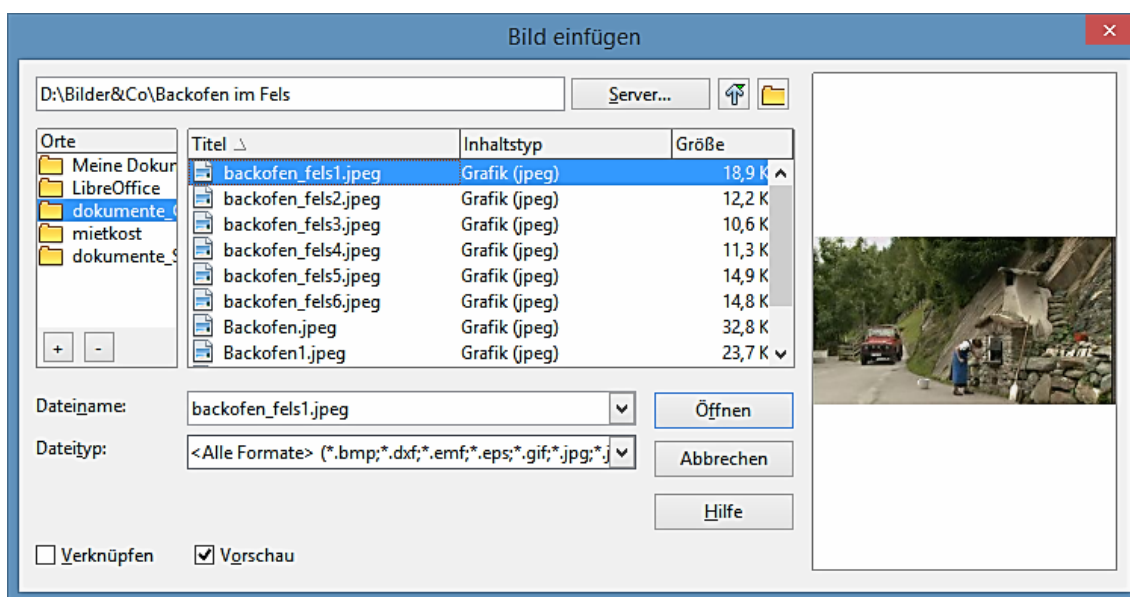 Bild einfügen
D:\Bilder&Co\Backofen im Fels
Server...
Orte
Meine Dokur
LibreOffice
dokumente_
mietkost
dokumente_S
+ -
Titel Inhaltstyp Größe
backofen_fels1.jpeg Grafik (jpeg) 18,9 K
backofen_fels2.jpeg Grafik (jpeg) 12,2 K
backofen_fels3.jpeg Grafik (jpeg) 10,6 K
backofen_fels4.jpeg Grafik (jpeg) 11,3 K
backofen_fels5.jpeg Grafik (jpeg) 14,9 K
backofen_fels6.jpeg Grafik (jpeg) 14,8 K
Backofen.jpeg Grafik (jpeg) 32,8 K
Backofen1.jpeg Grafik (jpeg) 23,7 K
Dateiname: backofen_fels1.jpeg Öffnen
Dateityp: <Alle Formate> (*.bmp;*.dxf;*.emf;*.eps;*.gif;*.jpg;*.j Abbrechen
Hilfe
Verknüpfen Vorschau